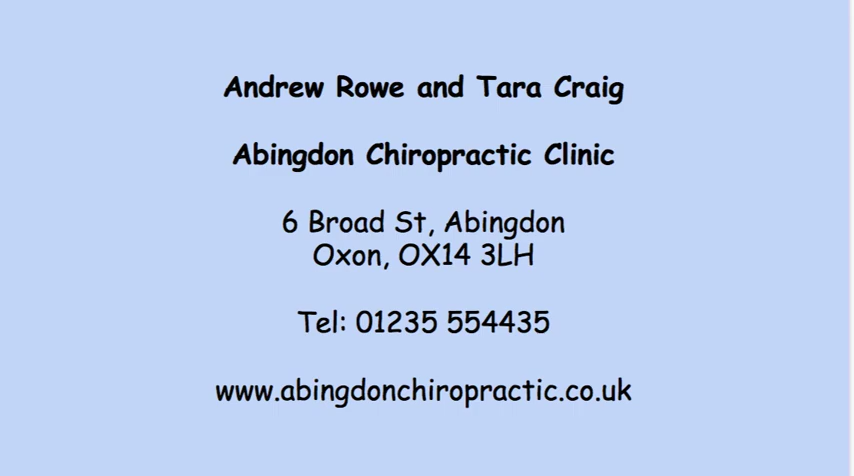 Andrew Rowe and Tara Craig
Abingdon Chiropractic Clinic
6 Broad St, Abingdon
Oxon, OX14 3LH
Tel: 01235 554435
www.abingdonchiropractic.co.uk